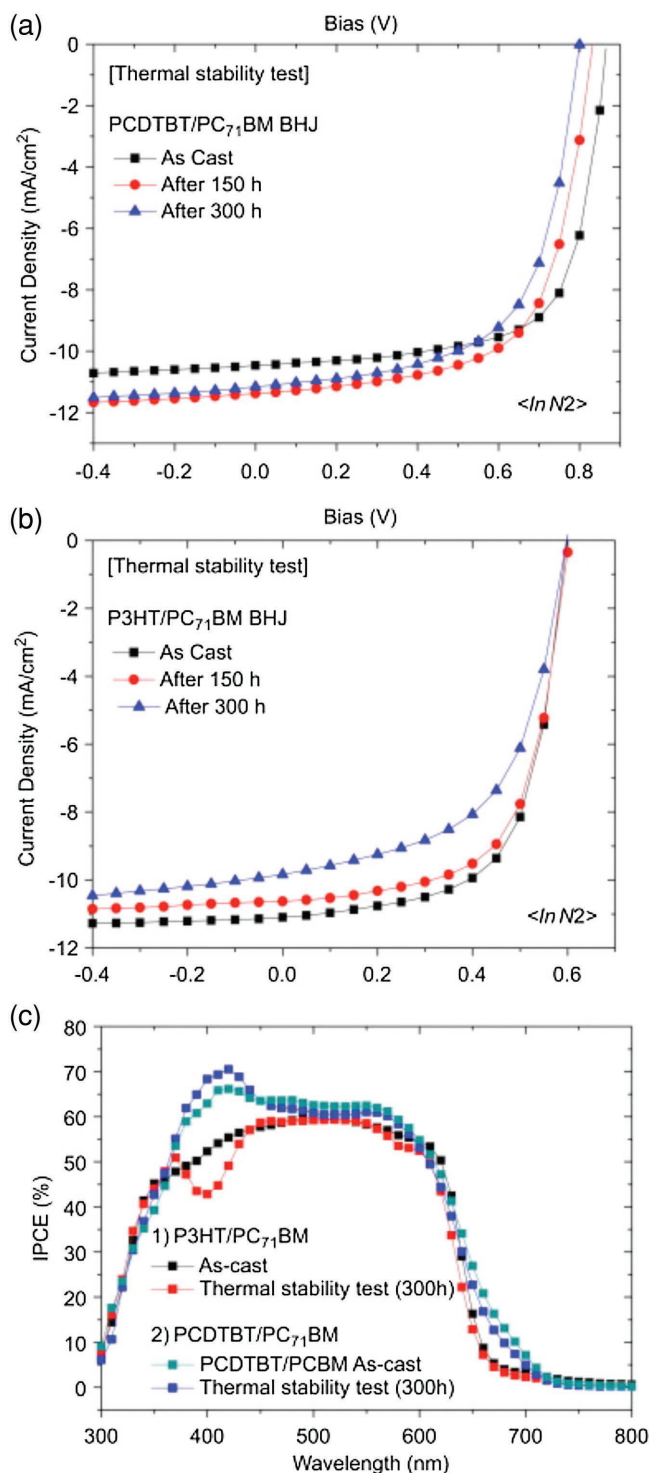 (a)
Bias (V)
0
-2
-4
-6
-8
-10
-12
Current Density (mA/cm²)
[Thermal stability test]
PCDTBT/PC₇₁BM BHJ
As Cast
After 150 h
After 300 h
<In N2>
-0.4 -0.2 0.0 0.2 0.4 0.6 0.8
(b)
Bias (V)
0
-2
-4
-6
-8
-10
-12
Current Density (mA/cm²)
[Thermal stability test]
P3HT/PC₇₁BM BHJ
As Cast
After 150 h
After 300 h
<In N2>
-0.4 -0.2 0.0 0.2 0.4 0.6
(c)
80
70
60
50
40
30
20
10
0
IPCE (%)
1) P3HT/PC₇₁BM
As-cast
Thermal stability test (300h)
2) PCDTBT/PC₇₁BM
PCDTBT/PCBM As-cast
Thermal stability test (300h)
300 400 500 600 700 800
Wavelength (nm)